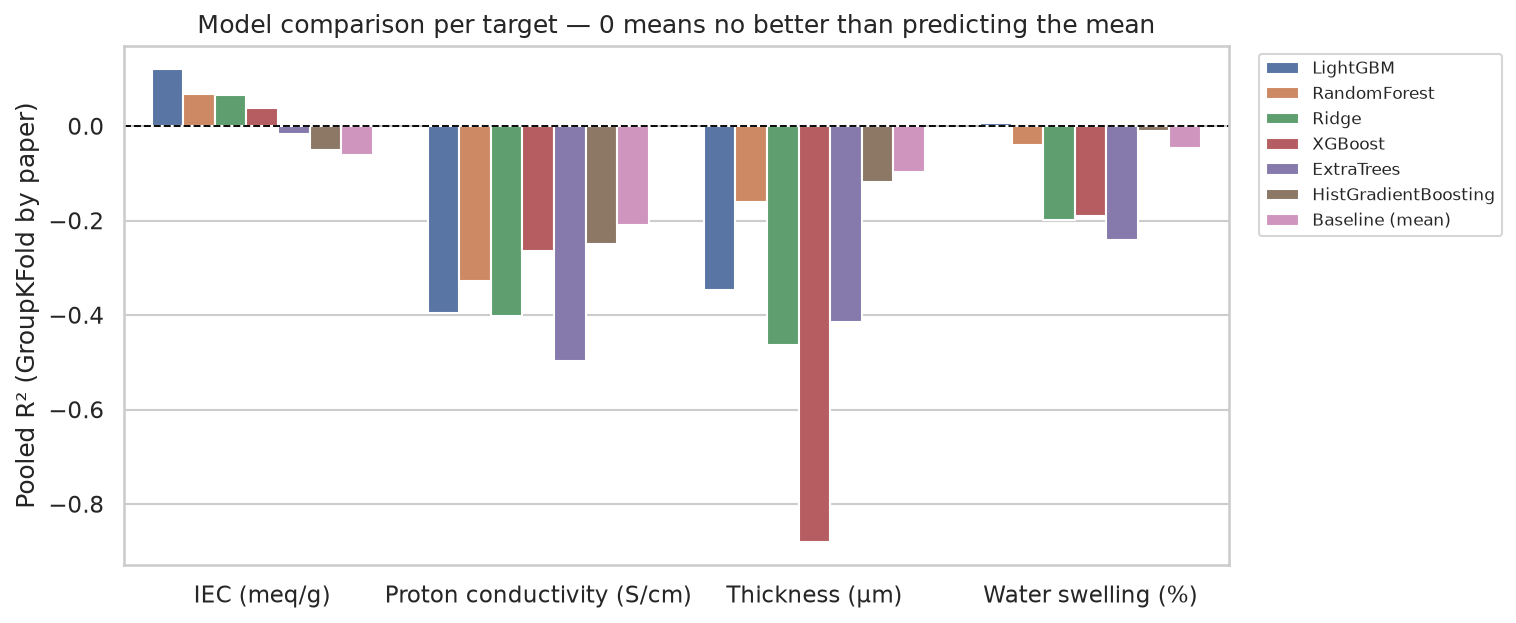 Model comparison per target — 0 means no better than predicting the mean
Pooled R² (GroupKFold by paper)
0.0
−0.2
−0.4
−0.6
−0.8
IEC (meq/g)
Proton conductivity (S/cm)
Thickness (µm)
Water swelling (%)
LightGBM
RandomForest
Ridge
XGBoost
ExtraTrees
HistGradientBoosting
Baseline (mean)